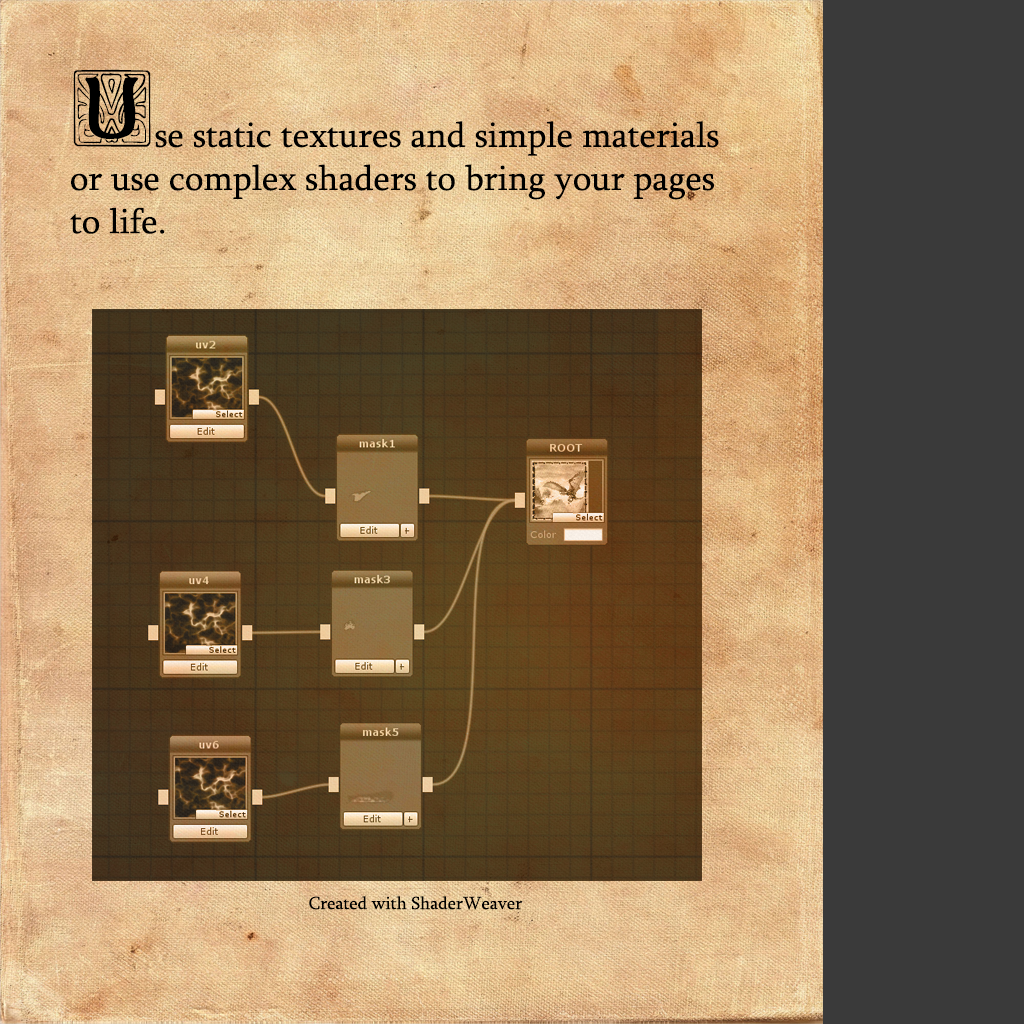 Use static textures and simple materials
or use complex shaders to bring your pages
to life.
uv2
Select
Edit
mask1
Edit +
ROOT
Select
Color
uv4
Select
Edit
mask3
Edit +
uv6
Select
Edit
mask5
Edit +
Created with ShaderWeaver